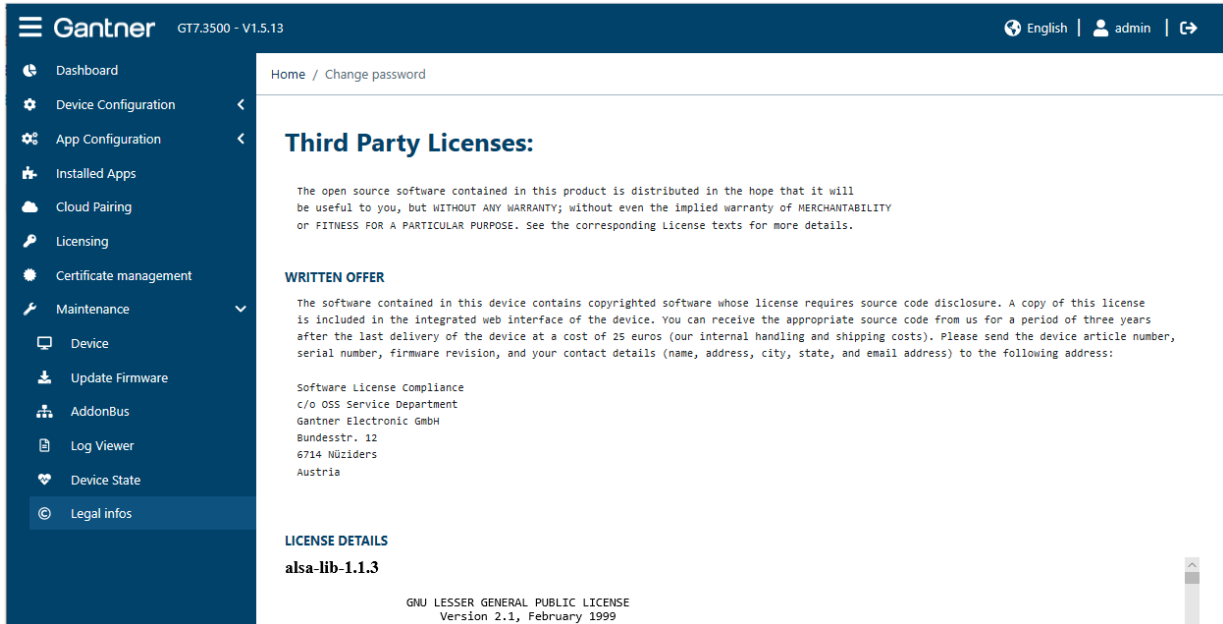 Gantner GT7.3500 - V1.5.13
English | admin |
Dashboard
Device Configuration
App Configuration
Installed Apps
Cloud Pairing
Licensing
Certificate management
Maintenance
Device
Update Firmware
AddonBus
Log Viewer
Device State
Legal infos
Home / Change password
Third Party Licenses:
The open source software contained in this product is distributed in the hope that it will
be useful to you, but WITHOUT ANY WARRANTY; without even the implied warranty of MERCHANTABILITY
or FITNESS FOR A PARTICULAR PURPOSE. See the corresponding License texts for more details.
WRITTEN OFFER
The software contained in this device contains copyrighted software whose license requires source code disclosure. A copy of this license
is included in the integrated web interface of the device. You can receive the appropriate source code from us for a period of three years
after the last delivery of the device at a cost of 25 euros (our internal handling and shipping costs). Please send the device article number,
serial number, firmware revision, and your contact details (name, address, city, state, and email address) to the following address:
Software License Compliance
c/o OSS Service Department
Gantner Electronic GmbH
Bundesstr. 12
6714 Nüziders
Austria
LICENSE DETAILS
alsa-lib-1.1.3
GNU LESSER GENERAL PUBLIC LICENSE
Version 2.1, February 1999